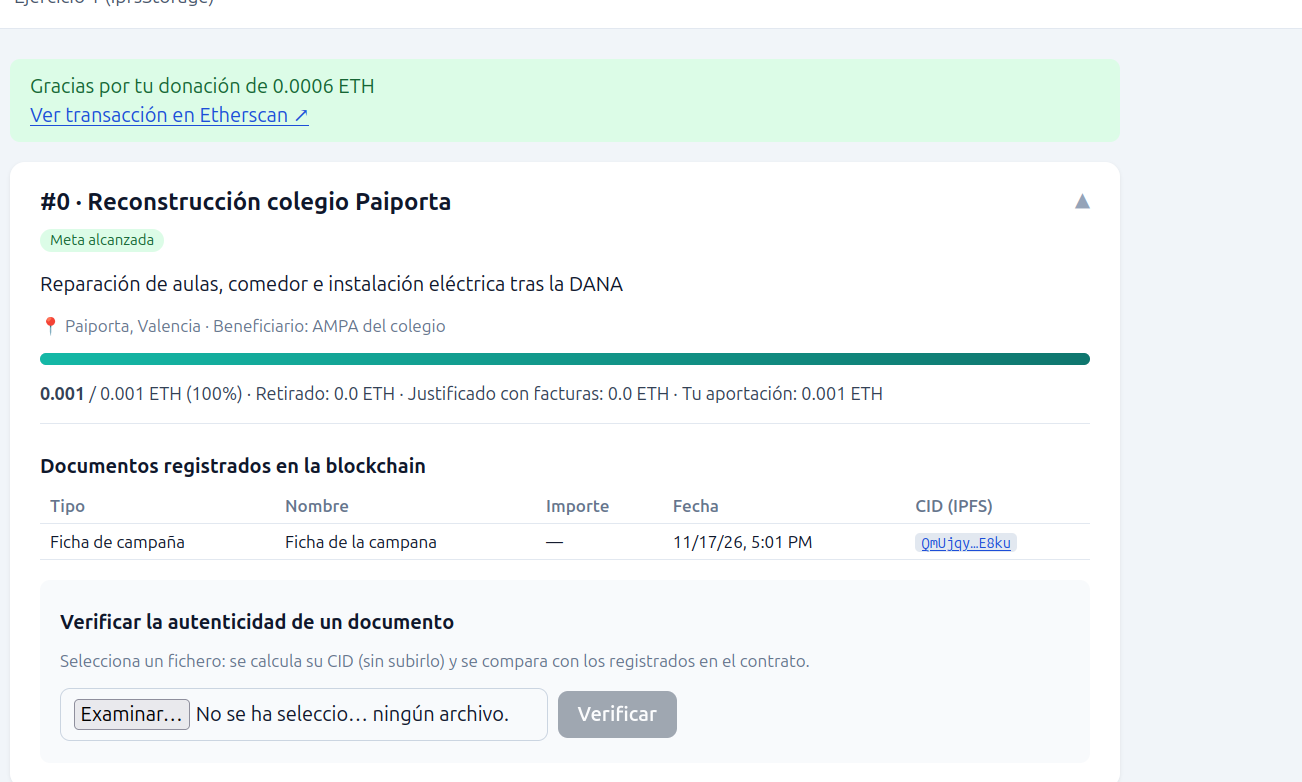 Ejercicio 1 (IpfsStorage)
Gracias por tu donación de 0.0006 ETH
Ver transacción en Etherscan ↗
#0 · Reconstrucción colegio Paiporta
▲
Meta alcanzada
Reparación de aulas, comedor e instalación eléctrica tras la DANA
📍 Paiporta, Valencia · Beneficiario: AMPA del colegio
0.001 / 0.001 ETH (100%) · Retirado: 0.0 ETH · Justificado con facturas: 0.0 ETH · Tu aportación: 0.001 ETH
Documentos registrados en la blockchain
Tipo Nombre Importe Fecha CID (IPFS)
Ficha de campaña Ficha de la campana — 11/17/26, 5:01 PM QmUjqy…E8ku
Verificar la autenticidad de un documento
Selecciona un fichero: se calcula su CID (sin subirlo) y se compara con los registrados en el contrato.
Examinar… No se ha seleccio… ningún archivo. Verificar